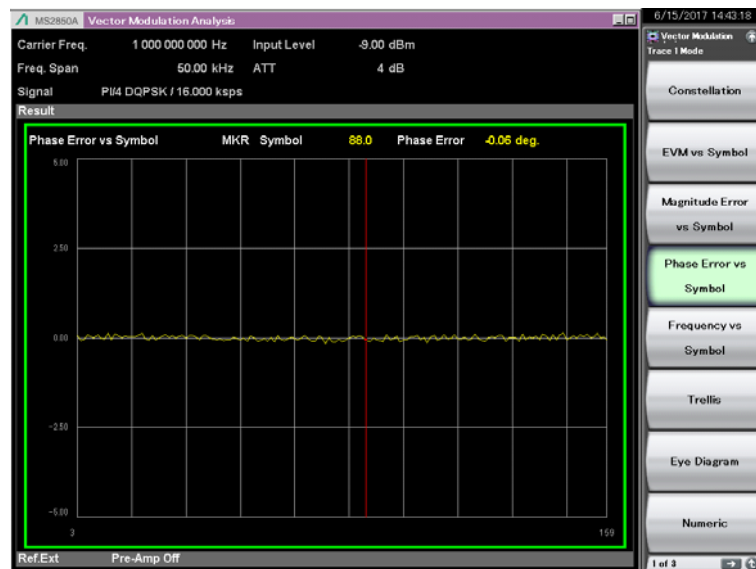 MS2850A Vector Modulation Analysis
6/15/2017 14:43:18
Carrier Freq. 1 000 000 000 Hz Input Level -9.00 dBm
Freq. Span 50.00 kHz ATT 4 dB
Signal PI/4 DQPSK / 16.000 ksps
Result
Phase Error vs Symbol MKR Symbol 88.0 Phase Error -0.06 deg.
5.00
2.50
0.00
-2.50
-5.00
3 159
Ref.Ext Pre-Amp Off
Vector Modulation
Trace 1 Mode
Constellation
EVM vs Symbol
Magnitude Error
vs Symbol
Phase Error vs
Symbol
Frequency vs
Symbol
Trellis
Eye Diagram
Numeric
1 of 3